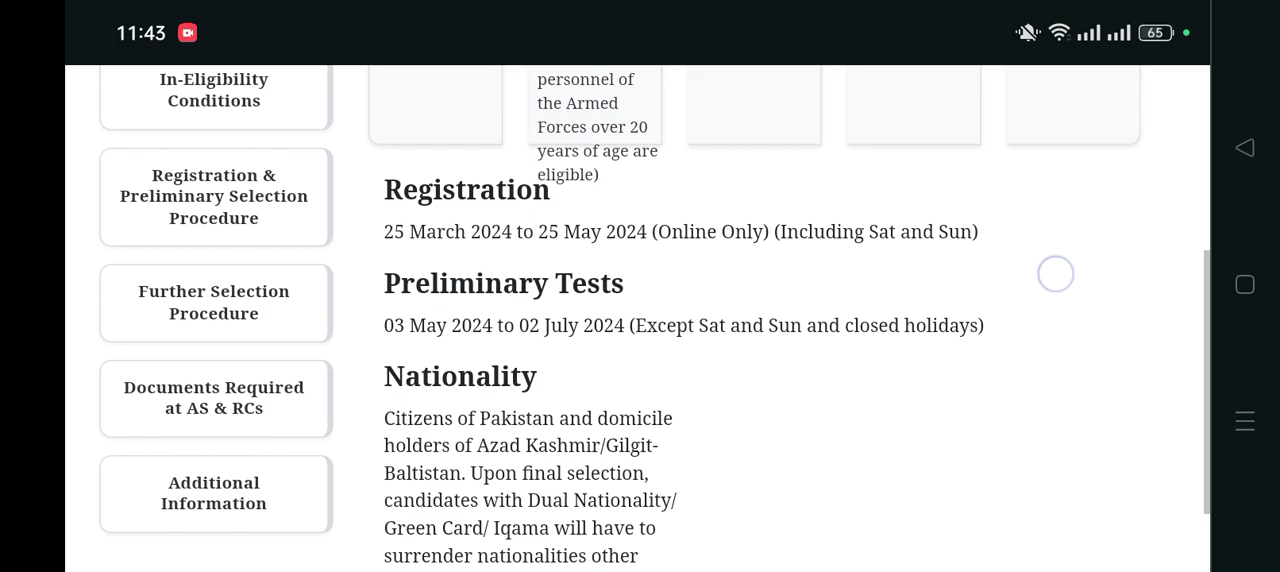 11:43
65
In-Eligibility
Conditions
Registration &
Preliminary Selection
Procedure
Further Selection
Procedure
Documents Required
at AS & RCs
Additional
Information
personnel of
the Armed
Forces over 20
years of age are
eligible)
Registration
25 March 2024 to 25 May 2024 (Online Only) (Including Sat and Sun)
Preliminary Tests
03 May 2024 to 02 July 2024 (Except Sat and Sun and closed holidays)
Nationality
Citizens of Pakistan and domicile
holders of Azad Kashmir/Gilgit-
Baltistan. Upon final selection,
candidates with Dual Nationality/
Green Card/ Iqama will have to
surrender nationalities other